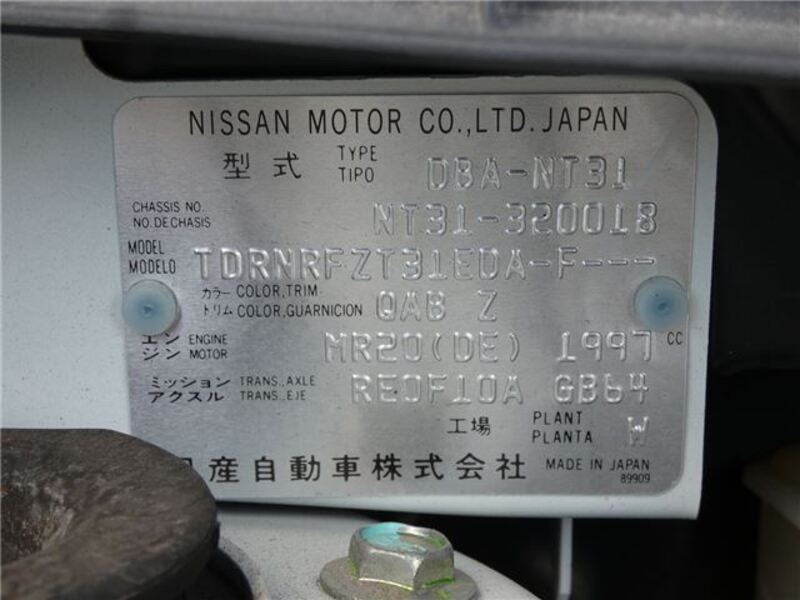 NISSAN MOTOR CO.,LTD. JAPAN
型式 TYPE TIPO DBA-NT31
CHASSIS NO. NO. DE CHASIS NT31-320018
MODEL MODELO TDRNRFZT31EDA-F---
カラー COLOR,TRIM
トリム COLOR,GUARNICION QAB Z
エンジン ENGINE MOTOR MR20(DE) 1997 CC
ミッション TRANS.,AXLE
アクスル TRANS.,EJE RE0F10A GB64
工場 PLANT PLANTA W
日産自動車株式会社 MADE IN JAPAN
89909